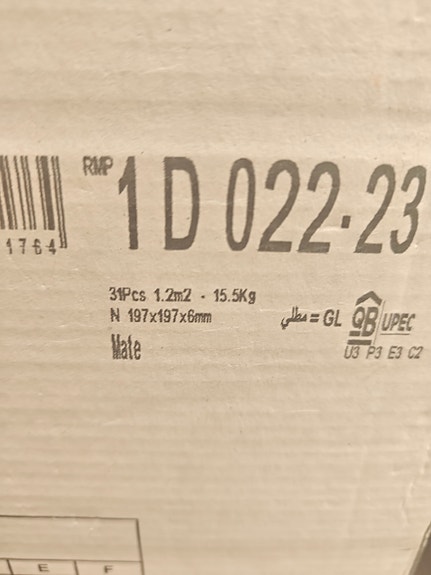 RMP 1 D 022-23
1764
31Pcs 1.2m2 - 15.5Kg
N 197x197x6mm
مطلي = GL QB UPEC
Mate
U3 P3 E3 C2
E F